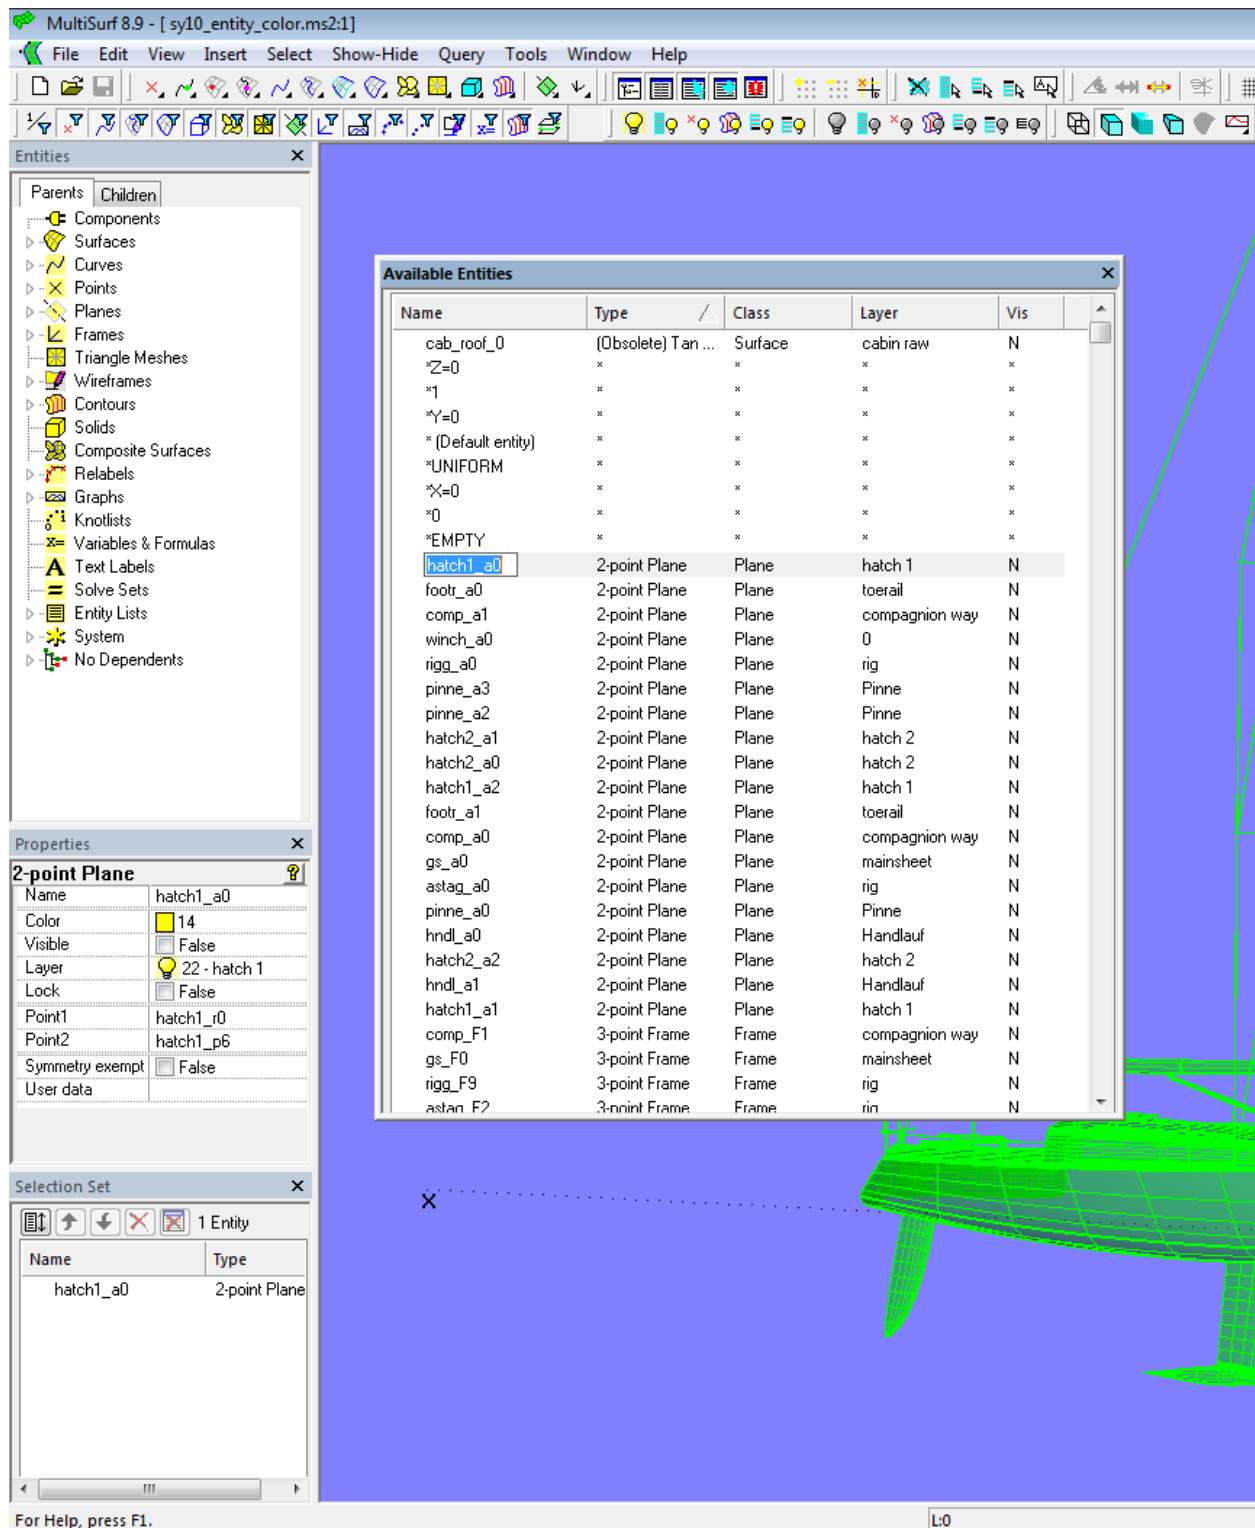 MultiSurf 8.9 - [ sy10_entity_color.ms2:1]
File Edit View Insert Select Show-Hide Query Tools Window Help
Entities
Parents Children
Components
Surfaces
Curves
Points
Planes
Frames
Triangle Meshes
Wireframes
Contours
Solids
Composite Surfaces
Relabels
Graphs
Knotlists
Variables & Formulas
Text Labels
Solve Sets
Entity Lists
System
No Dependents
Properties
2-point Plane
Name hatch1_a0
Color 14
Visible False
Layer 22 - hatch 1
Lock False
Point1 hatch1_r0
Point2 hatch1_p6
Symmetry exempt False
User data
Selection Set
1 Entity
Name Type
hatch1_a0 2-point Plane
Available Entities
Name Type Class Layer Vis
cab_roof_0 (Obsolete) Tan ... Surface cabin raw N
*Z=0 * * * *
*1 * * * *
*Y=0 * * * *
* (Default entity) * * * *
*UNIFORM * * * *
*X=0 * * * *
*0 * * * *
*EMPTY * * * *
hatch1_a0 2-point Plane Plane hatch 1 N
footr_a0 2-point Plane Plane toerail N
comp_a1 2-point Plane Plane compagnion way N
winch_a0 2-point Plane Plane 0 N
rigg_a0 2-point Plane Plane rig N
pinne_a3 2-point Plane Plane Pinne N
pinne_a2 2-point Plane Plane Pinne N
hatch2_a1 2-point Plane Plane hatch 2 N
hatch2_a0 2-point Plane Plane hatch 2 N
hatch1_a2 2-point Plane Plane hatch 1 N
footr_a1 2-point Plane Plane toerail N
comp_a0 2-point Plane Plane compagnion way N
gs_a0 2-point Plane Plane mainsheet N
astag_a0 2-point Plane Plane rig N
pinne_a0 2-point Plane Plane Pinne N
hndl_a0 2-point Plane Plane Handlauf N
hatch2_a2 2-point Plane Plane hatch 2 N
hndl_a1 2-point Plane Plane Handlauf N
hatch1_a1 2-point Plane Plane hatch 1 N
comp_F1 3-point Frame Frame compagnion way N
gs_F0 3-point Frame Frame mainsheet N
rigg_F9 3-point Frame Frame rig N
astag_F2 3-point Frame Frame rig N
For Help, press F1.
L:0